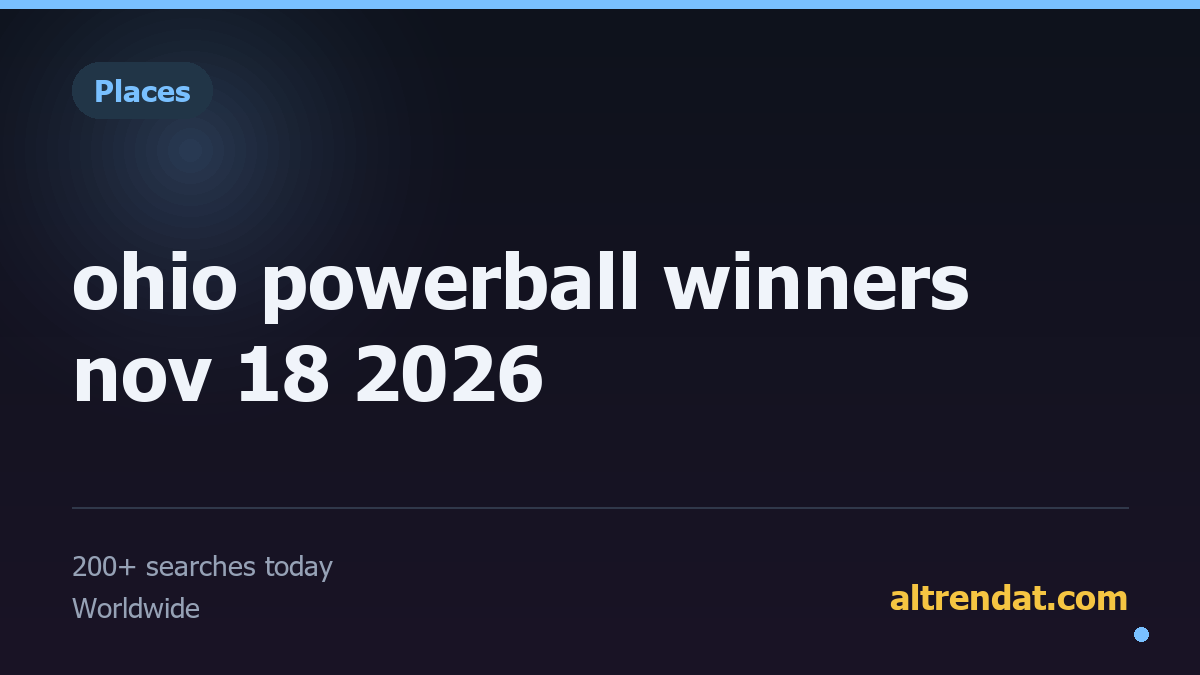 Places
ohio powerball winners
nov 18 2026
200+ searches today
Worldwide
altrendat.com